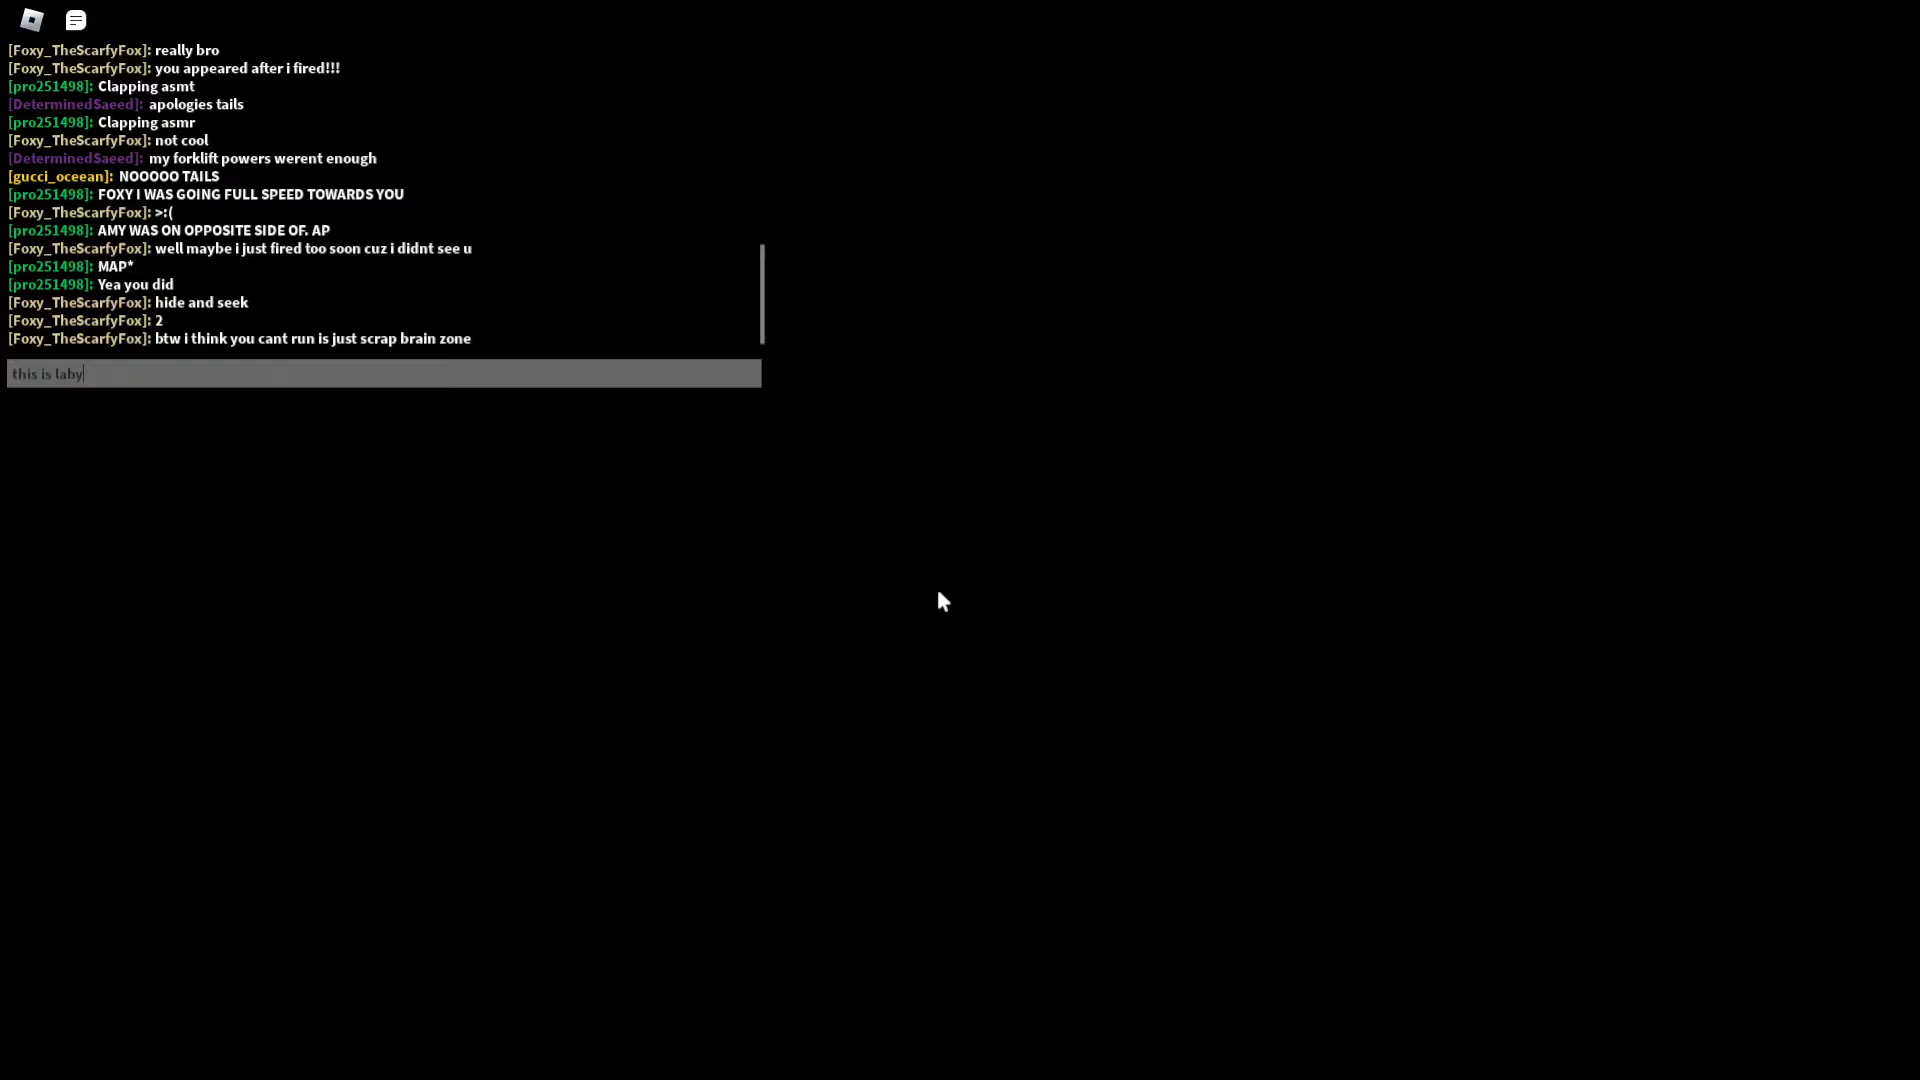 [Foxy_TheScarfyFox]: really bro
[Foxy_TheScarfyFox]: you appeared after i fired!!!
[pro251498]: Clapping asmt
[DeterminedSaeed]: apologies tails
[pro251498]: Clapping asmr
[Foxy_TheScarfyFox]: not cool
[DeterminedSaeed]: my forklift powers werent enough
[gucci_oceean]: NOOOOO TAILS
[pro251498]: FOXY I WAS GOING FULL SPEED TOWARDS YOU
[Foxy_TheScarfyFox]: >:(
[pro251498]: AMY WAS ON OPPOSITE SIDE OF. AP
[Foxy_TheScarfyFox]: well maybe i just fired too soon cuz i didnt see u
[pro251498]: MAP*
[pro251498]: Yea you did
[Foxy_TheScarfyFox]: hide and seek
[Foxy_TheScarfyFox]: 2
[Foxy_TheScarfyFox]: btw i think you cant run is just scrap brain zone
this is laby